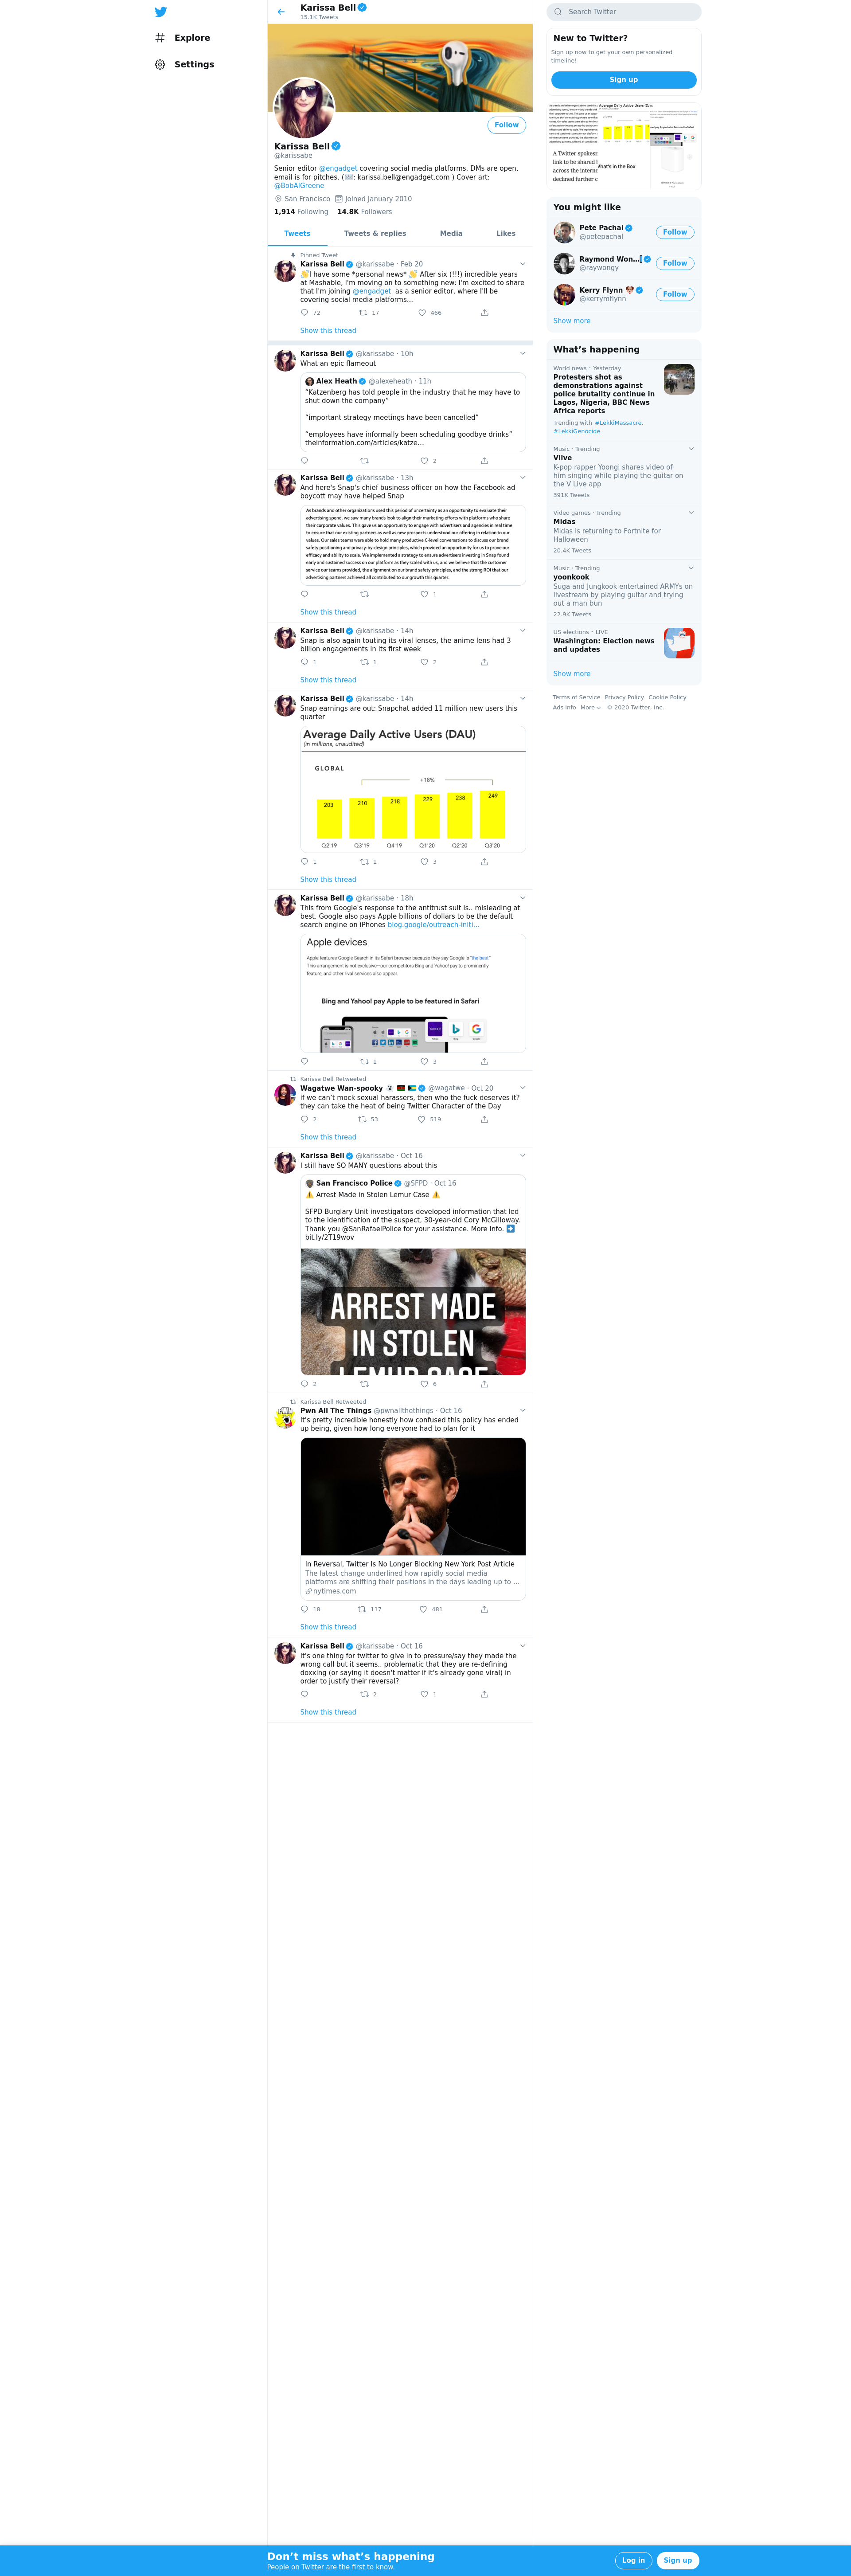 Explore
Settings
Karissa Bell
15.1K Tweets
Follow
Karissa Bell
@karissabe
Senior editor @engadget covering social media platforms. DMs are open,
email is for pitches. ( : karissa.bell@engadget.com ) Cover art:
@BobAlGreene
San Francisco Joined January 2010
1,914 Following 14.8K Followers
Tweets Tweets & replies Media Likes
Pinned Tweet
Karissa Bell @karissabe · Feb 20
👋I have some *personal news* 👋 After six (!!!) incredible years
at Mashable, I'm moving on to something new: I'm excited to share
that I'm joining @engadget as a senior editor, where I'll be
covering social media platforms...
72 17 466
Show this thread
Karissa Bell @karissabe · 10h
What an epic flameout
Alex Heath @alexeheath · 11h
“Katzenberg has told people in the industry that he may have to
shut down the company”
“important strategy meetings have been cancelled”
“employees have informally been scheduling goodbye drinks”
theinformation.com/articles/katze…
2
Karissa Bell @karissabe · 13h
And here's Snap's chief business officer on how the Facebook ad
boycott may have helped Snap
As brands and other organizations used this period of uncertainty as an opportunity to evaluate their
advertising spend, we saw many brands look to align their marketing efforts with platforms who share
their corporate values. This gave us an opportunity to engage with advertisers and agencies in real time
to ensure that our existing partners as well as new prospects understood our offering in relation to our
values. Our sales teams were able to hold many productive C-level conversations to discuss our brand
safety positioning and privacy-by-design principles, which provided an opportunity for us to prove our
efficacy and ability to scale. We implemented a strategy to ensure advertisers investing in us found
early and sustained success on our platform as they scaled with us, and we believe that the customer
service our teams provided, the alignment on our brand safety principles, and the strong ROI that our
advertising partners achieved all contributed to our growth this quarter.
1
Show this thread
Karissa Bell @karissabe · 14h
Snap is also again touting its viral lenses, the anime lens had 3
billion engagements in its first week
1 1 2
Show this thread
Karissa Bell @karissabe · 14h
Snap earnings are out: Snapchat added 11 million new users this
quarter
Average Daily Active Users (DAU)
(in millions, unaudited)
GLOBAL
+18%
203 210 218 229 238 249
Q2'19 Q3'19 Q4'19 Q1'20 Q2'20 Q3'20
1 1 3
Show this thread
Karissa Bell @karissabe · 18h
This from Google's response to the antitrust suit is.. misleading at
best. Google also pays Apple billions of dollars to be the default
search engine on iPhones blog.google/outreach-initi…
Apple devices
Apple features Google Search in its Safari browser because they say Google is “the best.”
This arrangement is not exclusive—our competitors Bing and Yahoo! pay to prominently
feature, and other rival services also appear.
Bing and Yahoo! pay Apple to be featured in Safari
1 3
Karissa Bell Retweeted
Wagatwe Wan-spooky @wagatwe · Oct 20
if we can’t mock sexual harassers, then who the fuck deserves it?
they can take the heat of being Twitter Character of the Day
2 53 519
Show this thread
Karissa Bell @karissabe · Oct 16
I still have SO MANY questions about this
San Francisco Police @SFPD · Oct 16
⚠️ Arrest Made in Stolen Lemur Case ⚠️
SFPD Burglary Unit investigators developed information that led
to the identification of the suspect, 30-year-old Cory McGilloway.
Thank you @SanRafaelPolice for your assistance. More info. ➡️
bit.ly/2T19wov
ARREST MADE
IN STOLEN
LEMUR CASE
2 6
Karissa Bell Retweeted
Pwn All The Things @pwnallthethings · Oct 16
It's pretty incredible honestly how confused this policy has ended
up being, given how long everyone had to plan for it
In Reversal, Twitter Is No Longer Blocking New York Post Article
The latest change underlined how rapidly social media
platforms are shifting their positions in the days leading up to …
nytimes.com
18 117 481
Show this thread
Karissa Bell @karissabe · Oct 16
It's one thing for twitter to give in to pressure/say they made the
wrong call but it seems.. problematic that they are re-defining
doxxing (or saying it doesn't matter if it's already gone viral) in
order to justify their reversal?
2 1
Show this thread
Search Twitter
New to Twitter?
Sign up now to get your own personalized
timeline!
Sign up
Average Daily Active Users
A Twitter spokesp
link to be shared
across the interne
declined further c
What's in the Box
You might like
Pete Pachal
@petepachal
Follow
Raymond Won…
@raywongy
Follow
Kerry Flynn
@kerrymflynn
Follow
Show more
What’s happening
World news · Yesterday
Protesters shot as
demonstrations against
police brutality continue in
Lagos, Nigeria, BBC News
Africa reports
Trending with #LekkiMassacre,
#LekkiGenocide
Music · Trending
Vlive
K-pop rapper Yoongi shares video of
him singing while playing the guitar on
the V Live app
391K Tweets
Video games · Trending
Midas
Midas is returning to Fortnite for
Halloween
20.4K Tweets
Music · Trending
yoonkook
Suga and Jungkook entertained ARMYs on
livestream by playing guitar and trying
out a man bun
22.9K Tweets
US elections · LIVE
Washington: Election news
and updates
Show more
Terms of Service Privacy Policy Cookie Policy
Ads info More © 2020 Twitter, Inc.
Don’t miss what’s happening
People on Twitter are the first to know.
Log in Sign up